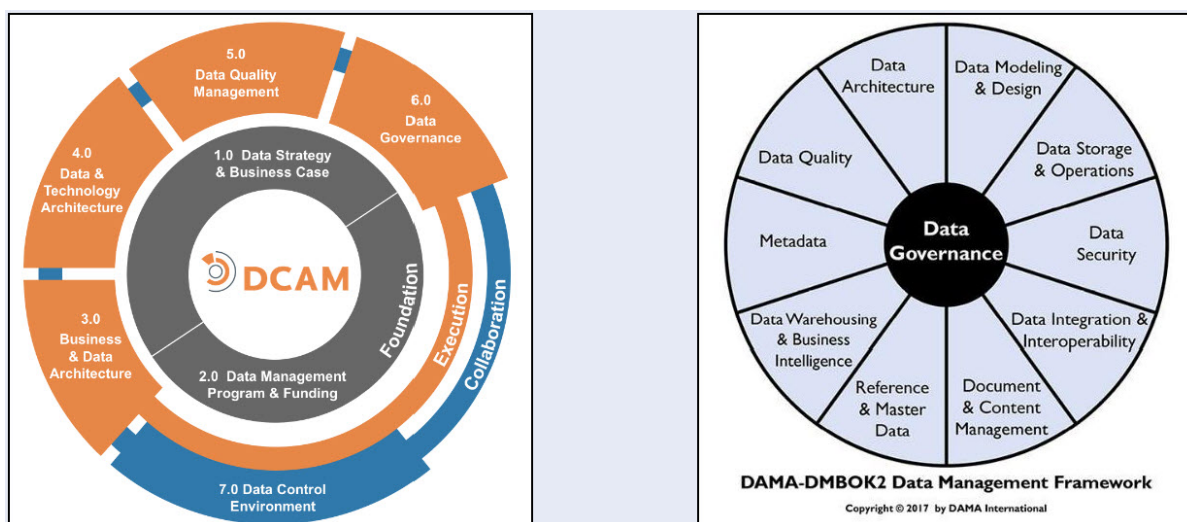 5.0
Data Quality
Management
6.0
Data
Governance
4.0
Data &
Technology
Architecture
1.0 Data Strategy
& Business Case
DCAM
3.0
Business
& Data
Architecture
2.0 Data Management
Program & Funding
Foundation
Execution
Collaboration
7.0 Data Control
Environment
Data
Architecture
Data Modeling
& Design
Data Quality
Data Storage
& Operations
Metadata
Data
Governance
Data
Security
Data Warehousing
& Business
Intelligence
Data Integration &
Interoperability
Reference
& Master
Data
Document
& Content
Management
DAMA-DMBOK2 Data Management Framework
Copyright © 2017 by DAMA International